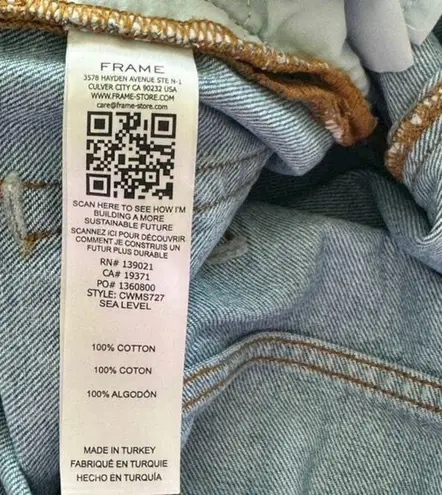 FRAME
3578 HAYDEN AVENUE STE N-1
CULVER CITY CA 90232 USA
WWW.FRAME-STORE.COM
care@frame-store.com
SCAN HERE TO SEE HOW I'M
BUILDING A MORE
SUSTAINABLE FUTURE
SCANNEZ ICI POUR DÉCOUVRIR
COMMENT JE CONSTRUIS UN
FUTUR PLUS DURABLE
RN# 139021
CA# 19371
PO# 1360800
STYLE: CWMS727
SEA LEVEL
100% COTTON
100% COTON
100% ALGODÓN
MADE IN TURKEY
FABRIQUÉ EN TURQUIE
HECHO EN TURQUÍA